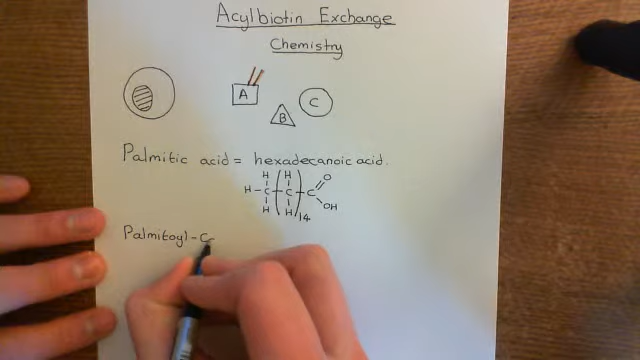 Acylbiotin Exchange
Chemistry
A
B
C
Palmitic acid = hexadecanoic acid.
H H O
H-C-(C)-C
H H 14 OH
Palmitoyl-C